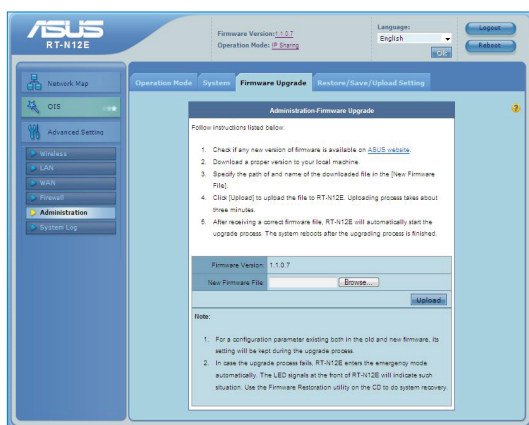 ASUS
RT-N12E
Firmware Version:1.1.0.7
Operation Mode: IP Sharing
Language:
English
OK
Logout
Reboot
Network Map
QIS
Advanced Setting
Wireless
LAN
WAN
Firewall
Administration
System Log
Operation Mode
System
Firmware Upgrade
Restore/Save/Upload Setting
Administration-Firmware Upgrade
Follow instructions listed below:
1. Check if any new version of firmware is available on ASUS website.
2. Download a proper version to your local machine.
3. Specify the path of and name of the downloaded file in the [New Firmware
File].
4. Click [Upload] to upload the file to RT-N12E. Uploading process takes about
three minutes.
5. After receiving a correct firmware file, RT-N12E will automatically start the
upgrade process. The system reboots after the upgrading process is finished.
Firmware Version: 1.1.0.7
New Firmware File: Browse...
Upload
Note:
1. For a configuration parameter existing both in the old and new firmware, its
setting will be kept during the upgrade process.
2. In case the upgrade process fails, RT-N12E enters the emergency mode
automatically. The LED signals at the front of RT-N12E will indicate such
situation. Use the Firmware Restoration utility on the CD to do system recovery.